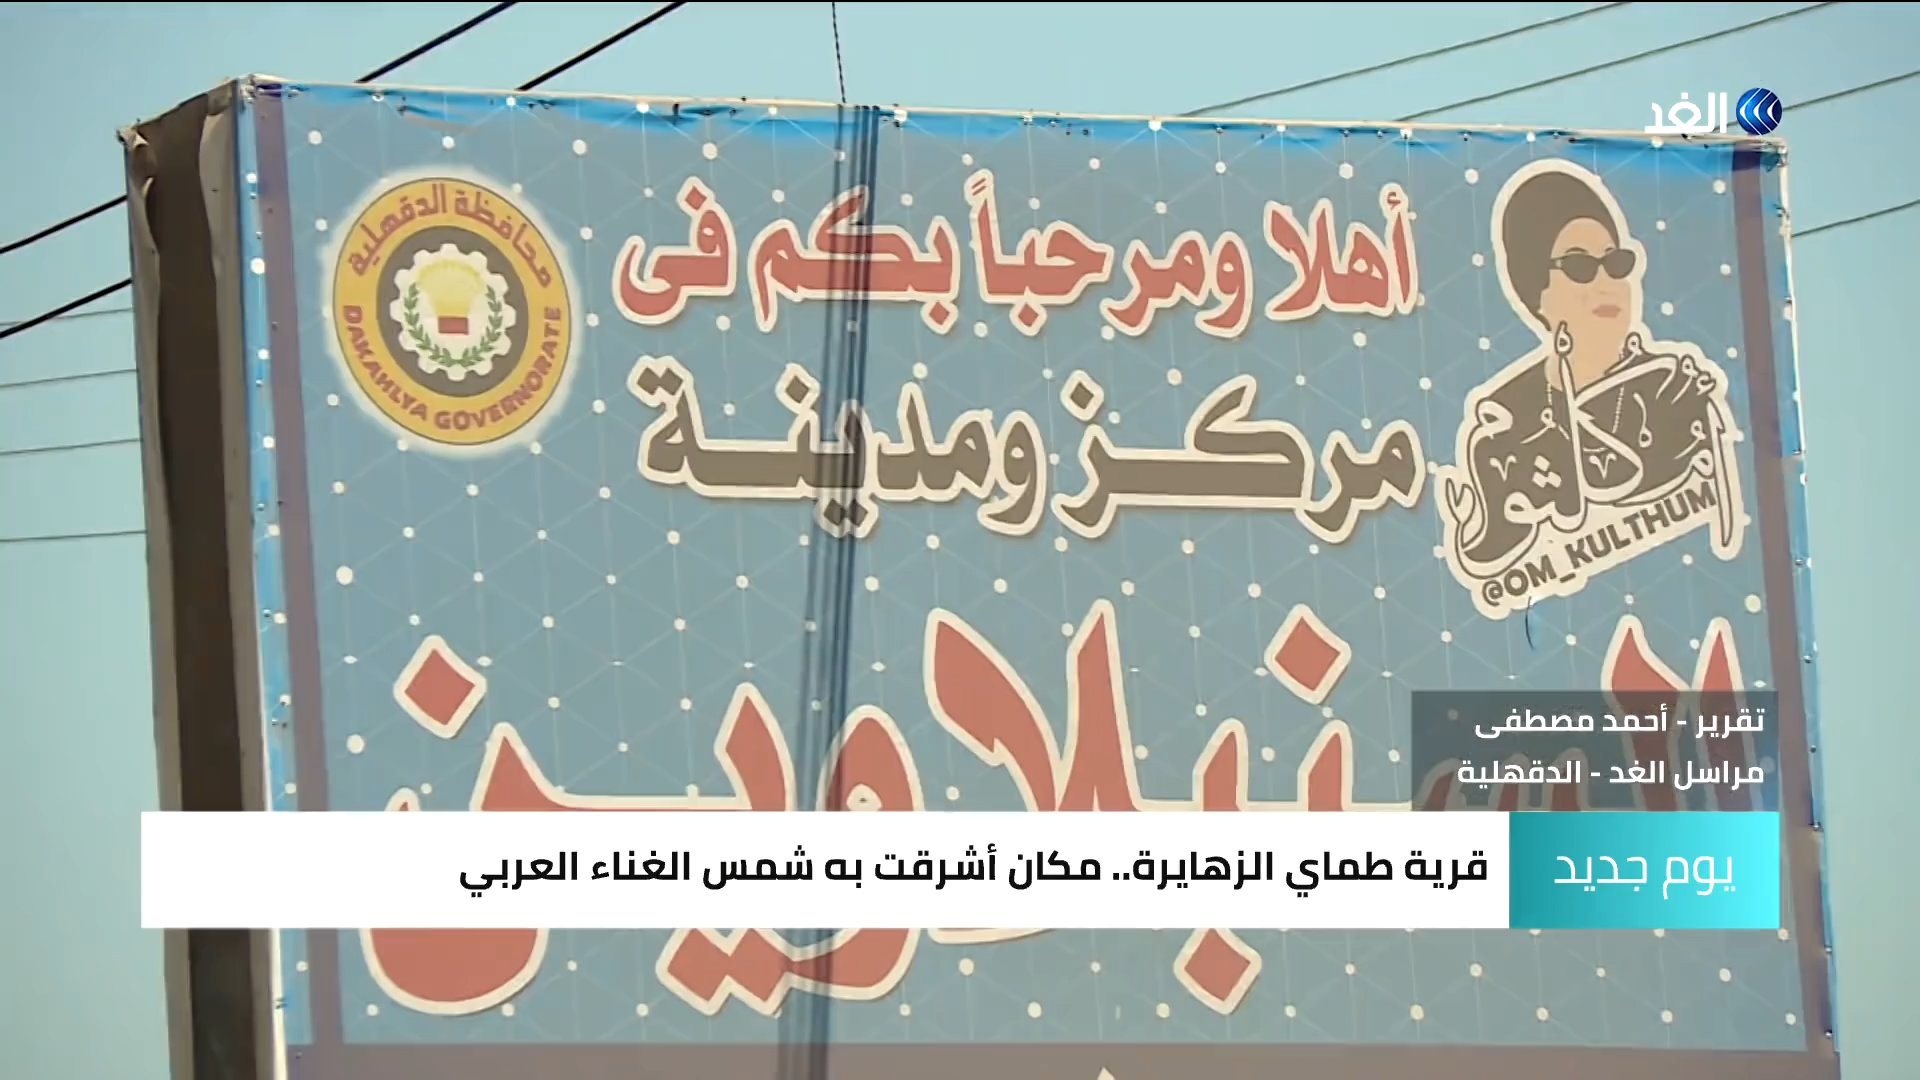 الغد
محافظة الدقهلية
DAKAHLYA GOVERNORATE
أهلا ومرحباً بكم فى
مركز ومدينة
السنبلاوين
أم كلثوم
@OM_KULTHUM
تقرير - أحمد مصطفى
مراسل الغد - الدقهلية
يوم جديد
قرية طماي الزهايرة.. مكان أشرقت به شمس الغناء العربي